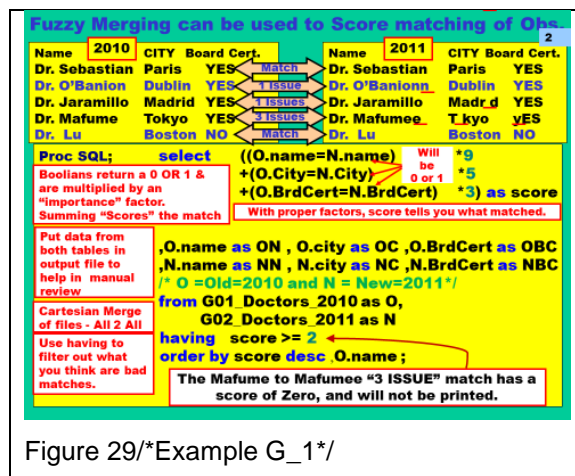 Fuzzy Merging can be used to Score matching of Obs.
2
Name 2010 CITY Board Cert.
Dr. Sebastian Paris YES
Dr. O'Banion Dublin YES
Dr. Jaramillo Madrid YES
Dr. Mafume Tokyo YES
Dr. Lu Boston NO
Match
1 Issue
1 Issues
3 Issues
Match
Name 2011 CITY Board Cert.
Dr. Sebastian Paris YES
Dr. O'Banionn Dublin YES
Dr. Jaramillo Madr d YES
Dr. Mafumee T kyo vES
Dr. Lu Boston NO
Proc SQL; select ((O.name=N.name) *9
+(O.City=N.City) *5
+(O.BrdCert=N.BrdCert) *3) as score
Will
be
0 or 1
Boolians return a 0 OR 1 &
are multiplied by an
"importance" factor.
Summing "Scores" the match
With proper factors, score tells you what matched.
Put data from
both tables in
output file to
help in manual
review
,O.name as ON , O.city as OC ,O.BrdCert as OBC
,N.name as NN , N.city as NC ,N.BrdCert as NBC
/* O =Old=2010 and N = New=2011*/
Cartesian Merge
of files - All 2 All
from G01_Doctors_2010 as O,
G02_Doctors_2011 as N
Use having to
filter out what
you think are bad
matches.
having score >= 2
order by score desc ,O.name ;
The Mafume to Mafumee "3 ISSUE" match has a
score of Zero, and will not be printed.
Figure 29/*Example G_1*/